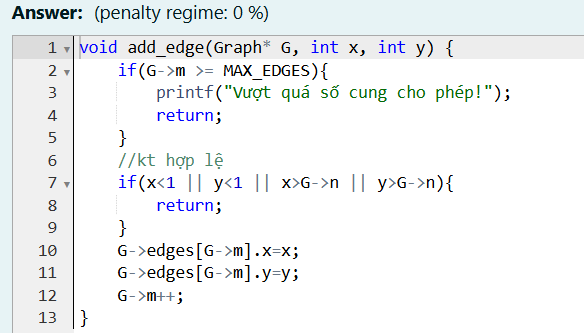 Answer: (penalty regime: 0 %)
1 void add_edge(Graph* G, int x, int y) {
2 if(G->m >= MAX_EDGES){
3 printf("Vượt quá số cung cho phép!");
4 return;
5 }
6 //kt hợp lệ
7 if(x<1 || y<1 || x>G->n || y>G->n){
8 return;
9 }
10 G->edges[G->m].x=x;
11 G->edges[G->m].y=y;
12 G->m++;
13 }